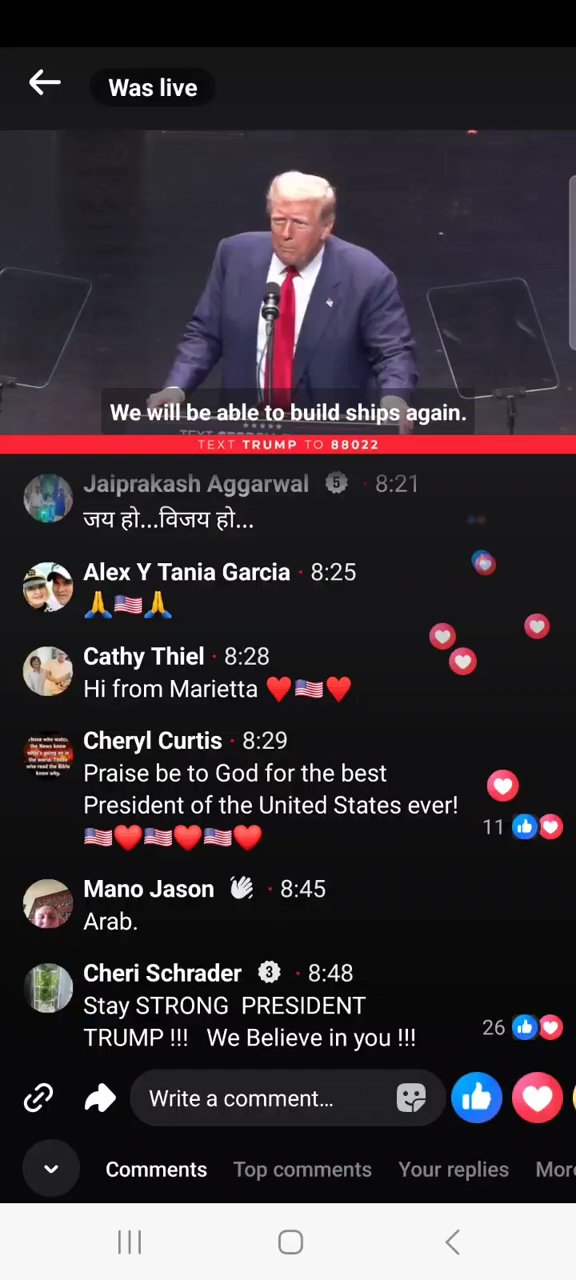 Was live
We will be able to build ships again.
TEXT TRUMP TO 88022
Jaiprakash Aggarwal 5 · 8:21
जय हो...विजय हो...
Alex Y Tania Garcia · 8:25
🙏🇺🇸🙏
Cathy Thiel · 8:28
Hi from Marietta ❤️🇺🇸❤️
Cheryl Curtis · 8:29
Praise be to God for the best
President of the United States ever!
🇺🇸❤️🇺🇸❤️🇺🇸❤️
11
Mano Jason 👋 · 8:45
Arab.
Cheri Schrader 3 · 8:48
Stay STRONG PRESIDENT
TRUMP !!! We Believe in you !!!
26
Write a comment...
Comments Top comments Your replies More